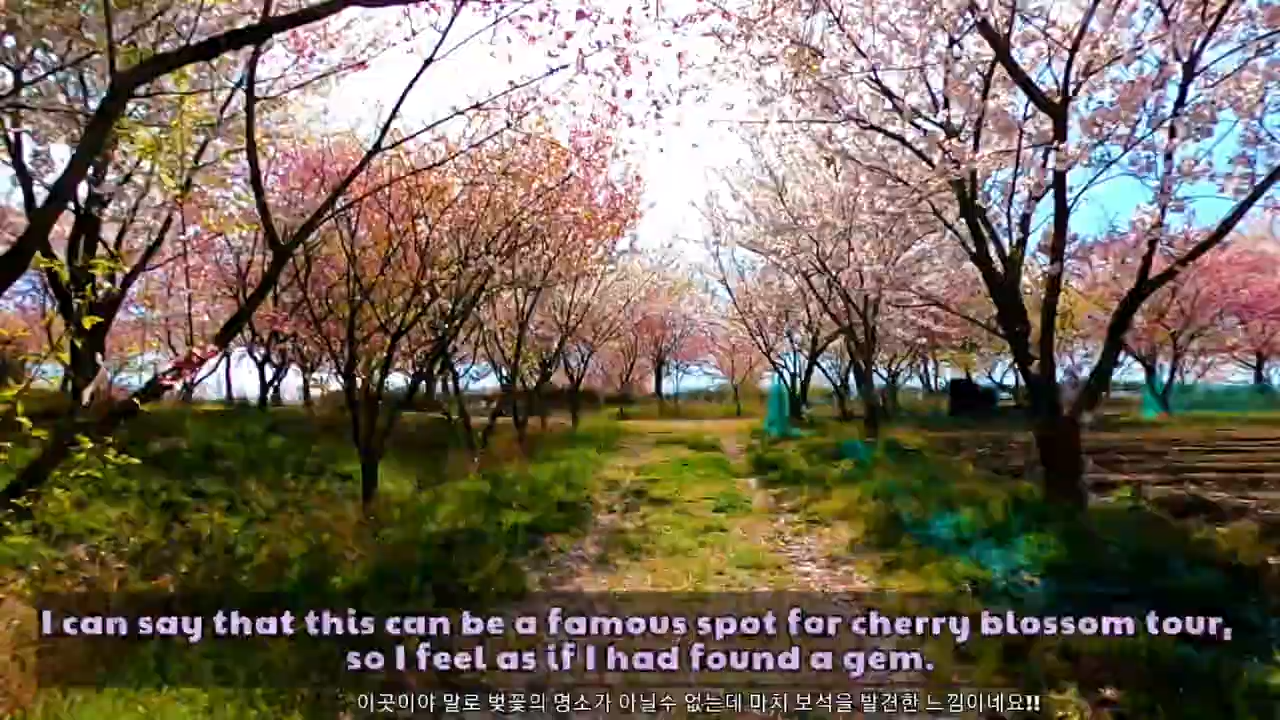 I can say that this can be a famous spot for cherry blossom tour,
so I feel as if I had found a gem.
이곳이야 말로 벚꽃의 명소가 아닐수 없는데 마치 보석을 발견한 느낌이네요!!